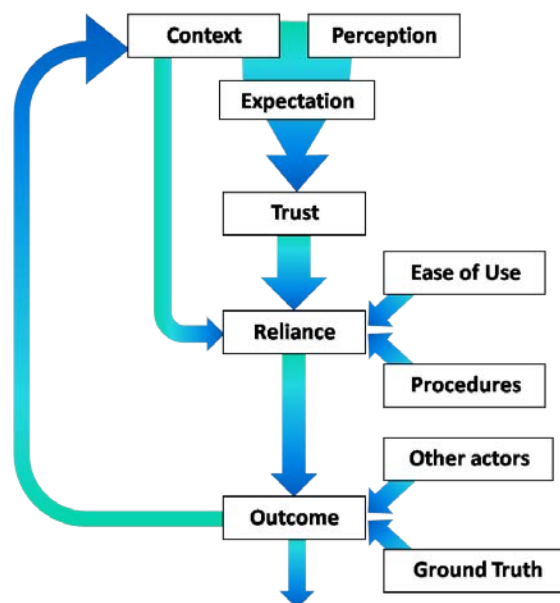 Context
Perception
Expectation
Trust
Ease of Use
Reliance
Procedures
Other actors
Outcome
Ground Truth